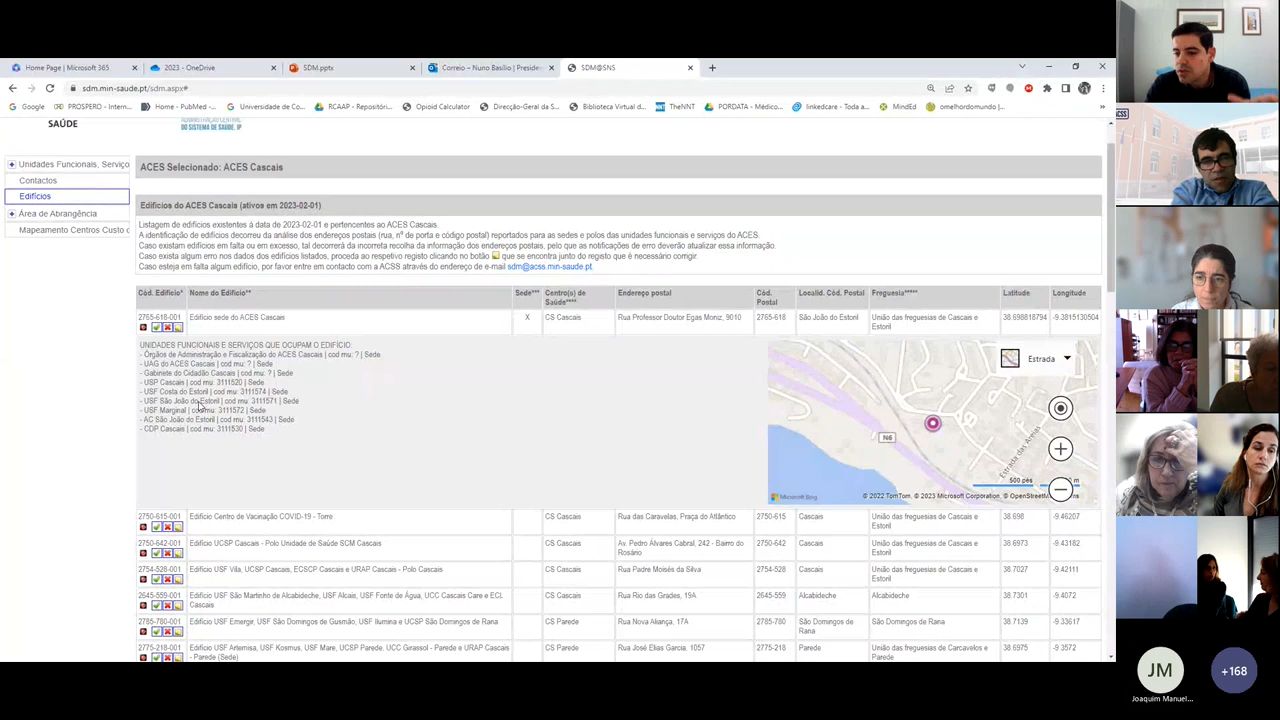 Home Page | Microsoft 365
2023 - OneDrive
SDM.pptx
Correio – Nuno Basílio | Preside
SDM@SNS
sdm.min-saude.pt/sdm.aspx#
Google
PROSPERO - Intern...
Home - PubMed -...
Universidade de Co...
RCAAP - Repositóri...
Opioid Calculator
Direcção-Geral da S...
Biblioteca Virtual d...
TheNNT
PORDATA - Médico...
linkedcare - Toda a...
MindEd
omelhordomundo |...
SAÚDE
ADMINISTRAÇÃO CENTRAL
DO SISTEMA DE SAÚDE, IP
Unidades Funcionais, Serviço
Contactos
Edifícios
Área de Abrangência
Mapeamento Centros Custo
ACES Selecionado: ACES Cascais
Edifícios do ACES Cascais (ativos em 2023-02-01)
Listagem de edifícios existentes à data de 2023-02-01 e pertencentes ao ACES Cascais.
A identificação de edifícios decorreu da análise dos endereços postais (rua, nº de porta e código postal) reportados para as sedes e polos das unidades funcionais e serviços do ACES.
Caso existam edifícios em falta ou em excesso, tal decorrerá da incorreta recolha da informação dos endereços postais, pelo que as notificações de erro deverão atualizar essa informação.
Caso exista algum erro nos dados dos edifícios listados, proceda ao respetivo registo clicando no botão que se encontra junto do registo que é necessário corrigir.
Caso esteja em falta algum edifício, por favor entre em contacto com a ACSS através do endereço de e-mail sdm@acss.min-saude.pt.
Cód. Edifício* Nome do Edifício** Sede*** Centro(s) de Saúde**** Endereço postal Cód. Postal Localid. Cód. Postal Freguesia***** Latitude Longitude
2765-618-001 Edifício sede do ACES Cascais X CS Cascais Rua Professor Doutor Egas Moniz, 9010 2765-618 São João do Estoril União das freguesias de Cascais e Estoril 38.698818794 -9.3815130504
UNIDADES FUNCIONAIS E SERVIÇOS QUE OCUPAM O EDIFÍCIO:
- Órgãos de Administração e Fiscalização do ACES Cascais | cod mu: ? | Sede
- UAG do ACES Cascais | cod mu: ? | Sede
- Gabinete do Cidadão Cascais | cod mu: ? | Sede
- USP Cascais | cod mu: 3111520 | Sede
- USF Costa do Estoril | cod mu: 3111574 | Sede
- USF São João do Estoril | cod mu: 3111571 | Sede
- USF Marginal | cod mu: 3111572 | Sede
- AC São João do Estoril | cod mu: 3111543 | Sede
- CDP Cascais | cod mu: 3111530 | Sede
Estrada
N6
Estrada das Areias
500 pés
m
Microsoft Bing
© 2022 TomTom, © 2023 Microsoft Corporation, © OpenStreetMap
2750-615-001 Edifício Centro de Vacinação COVID-19 - Torre CS Cascais Rua das Caravelas, Praça do Atlântico 2750-615 Cascais União das freguesias de Cascais e Estoril 38.698 -9.46207
2750-642-001 Edifício UCSP Cascais - Polo Unidade de Saúde SCM Cascais CS Cascais Av. Pedro Álvares Cabral, 242 - Bairro do Rosário 2750-642 Cascais União das freguesias de Cascais e Estoril 38.6973 -9.43182
2754-528-001 Edifício USF Vila, UCSP Cascais, ECSCP Cascais e URAP Cascais - Polo Cascais CS Cascais Rua Padre Moisés da Silva 2754-528 Cascais União das freguesias de Cascais e Estoril 38.7027 -9.42111
2645-559-001 Edifício USF São Martinho de Alcabideche, USF Alcais, USF Fonte de Água, UCC Cascais Care e ECL Cascais CS Cascais Rua Rio das Grades, 19A 2645-559 Alcabideche Alcabideche 38.7301 -9.4072
2785-780-001 Edifício USF Emergir, USF São Domingos de Gusmão, USF Ilumina e UCSP São Domingos de Rana CS Parede Rua Nova Aliança, 17A 2785-780 São Domingos de Rana São Domingos de Rana 38.7139 -9.33617
2775-218-001 Edifício USF Artemisa, USF Kosmus, USF Mare, UCSP Parede. UCC Girassol - Parede e URAP Cascais - Parede (Sede) CS Parede Rua José Elias Garcia, 1057 2775-218 Parede União das freguesias de Carcavelos e Parede 38.6975 -9.3572
ACSS
JM
Joaquim Manuel...
+168